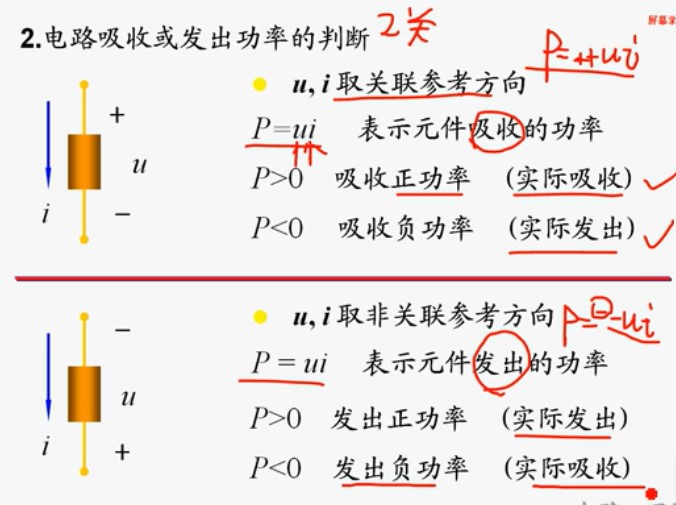 2.电路吸收或发出功率的判断 2关
屏幕
P=++ui
u, i 取关联参考方向
P=ui 表示元件吸收的功率
P>0 吸收正功率 (实际吸收)
P<0 吸收负功率 (实际发出)
+
u
i
−
u, i 取非关联参考方向 P=-ui
P = ui 表示元件发出的功率
P>0 发出正功率 (实际发出)
P<0 发出负功率 (实际吸收)
−
u
i
+